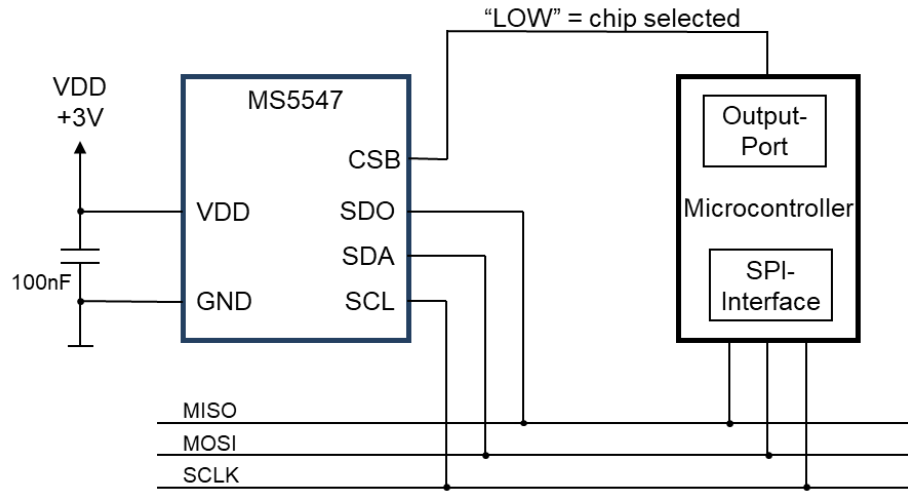 “LOW” = chip selected
VDD
+3V
MS5547
Output-
Port
CSB
VDD
SDO
Microcontroller
SDA
100nF
GND
SCL
SPI-
Interface
MISO
MOSI
SCLK